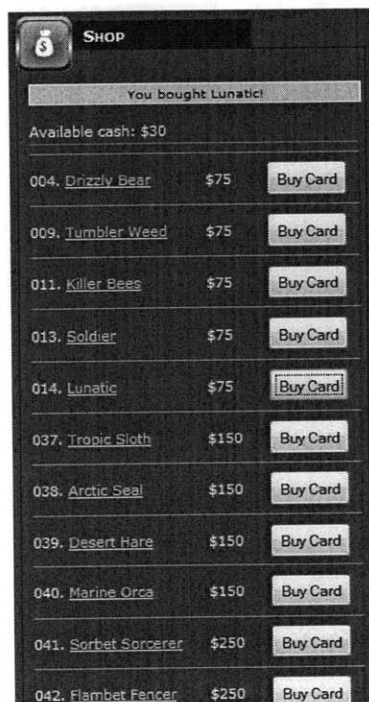 SHOP
You bought Lunatic!
Available cash: $30
004. Drizzly Bear $75 Buy Card
009. Tumbler Weed $75 Buy Card
011. Killer Bees $75 Buy Card
013. Soldier $75 Buy Card
014. Lunatic $75 Buy Card
037. Tropic Sloth $150 Buy Card
038. Arctic Seal $150 Buy Card
039. Desert Hare $150 Buy Card
040. Marine Orca $150 Buy Card
041. Sorbet Sorcerer $250 Buy Card
042. Flambet Fencer $250 Buy Card